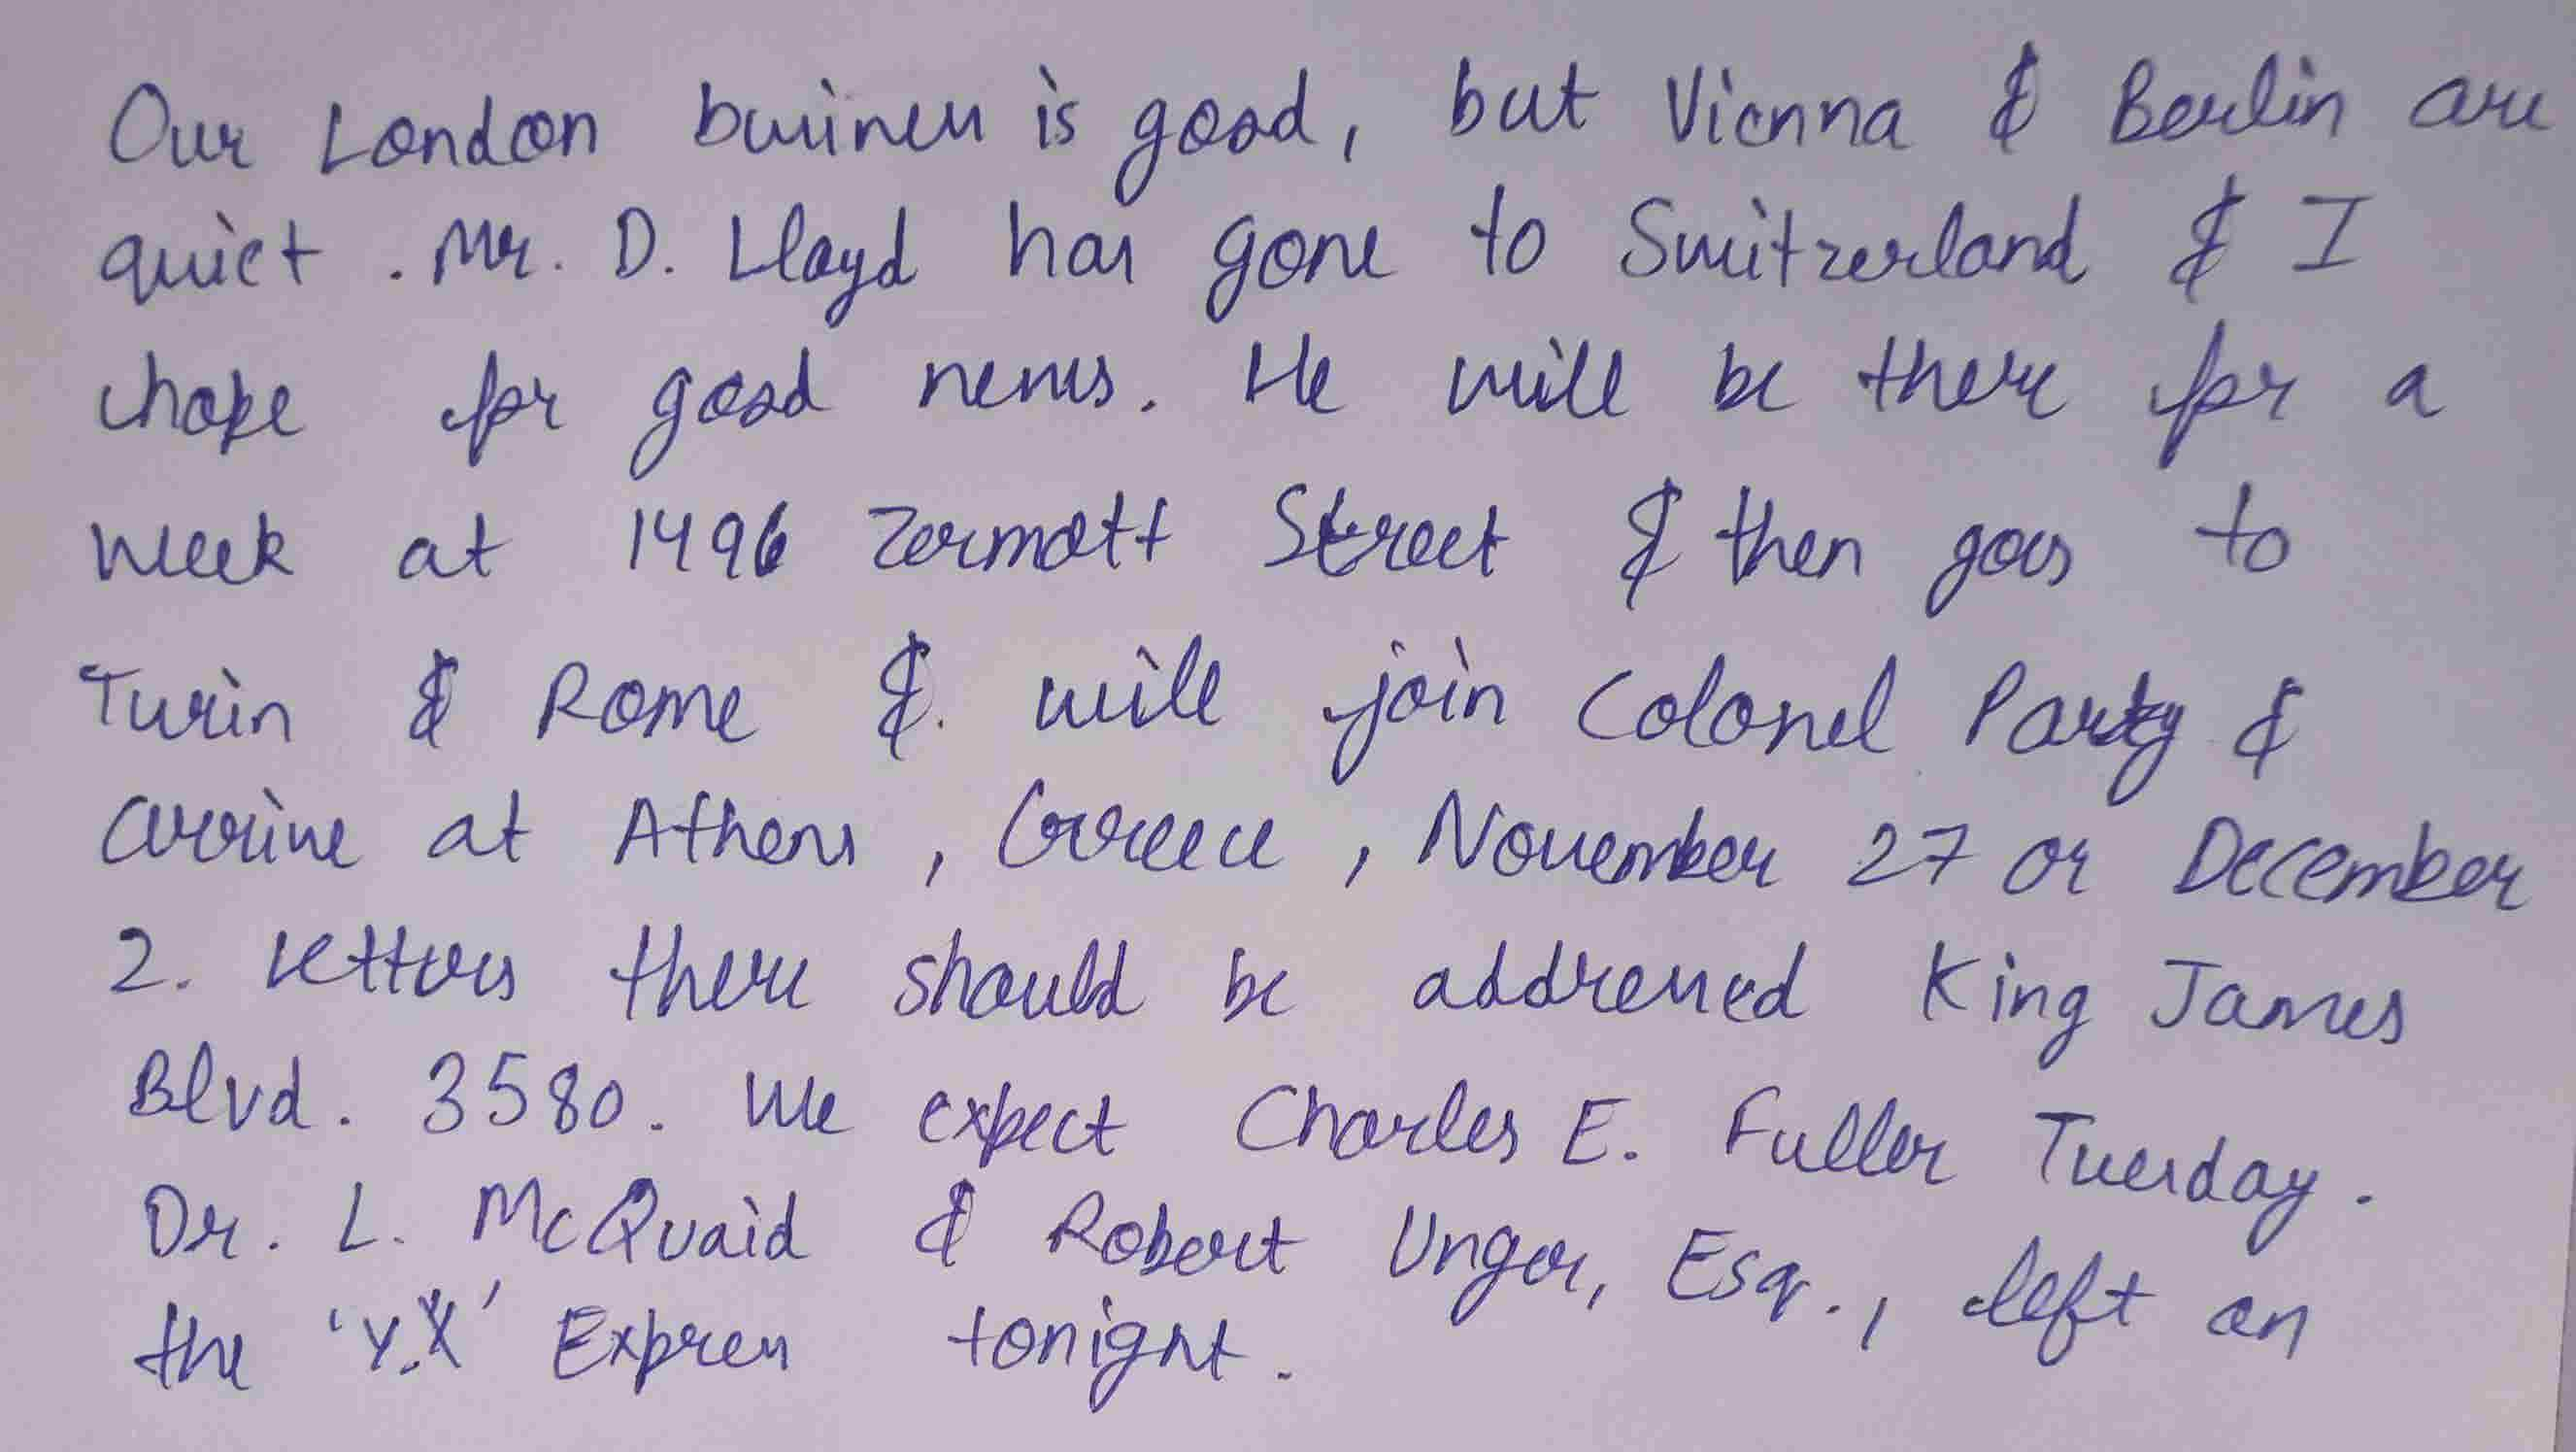 Our London business is good, but Vienna & Berlin are
quiet. Mr. D. Lloyd has gone to Switzerland & I
hope for good news. He will be there for a
week at 1496 Zermott Street & then goes to
Turin & Rome & will join Colonel Party &
arrive at Athens, Greece, November 27 or December
2. Letters there should be addressed King James
Blvd. 3580. We expect Charles E. Fuller Tuesday.
Dr. L. McQuaid & Robert Unger, Esq., left on
the 'Y.X' Express tonight.